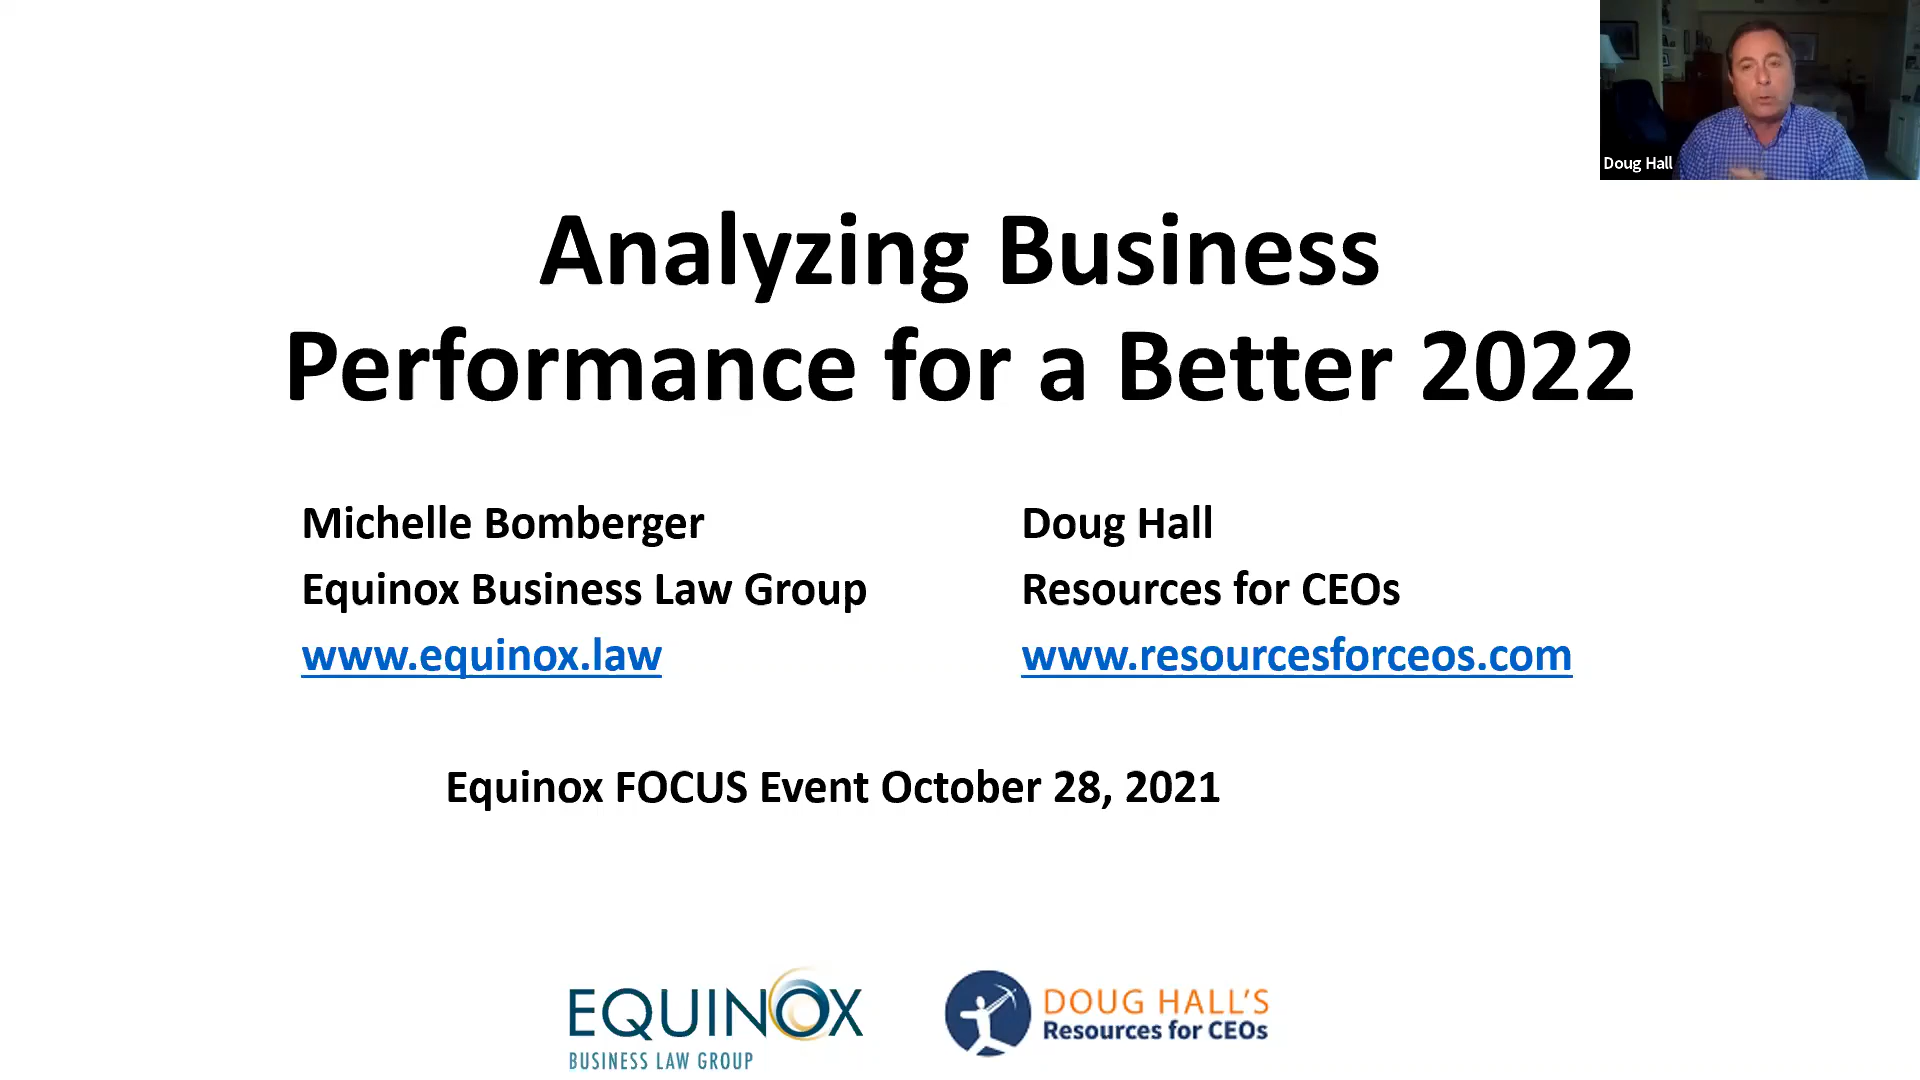 Doug Hall
Analyzing Business
Performance for a Better 2022
Michelle Bomberger
Equinox Business Law Group
www.equinox.law
Doug Hall
Resources for CEOs
www.resourcesforceos.com
Equinox FOCUS Event October 28, 2021
EQUINOX
BUSINESS LAW GROUP
DOUG HALL'S
Resources for CEOs